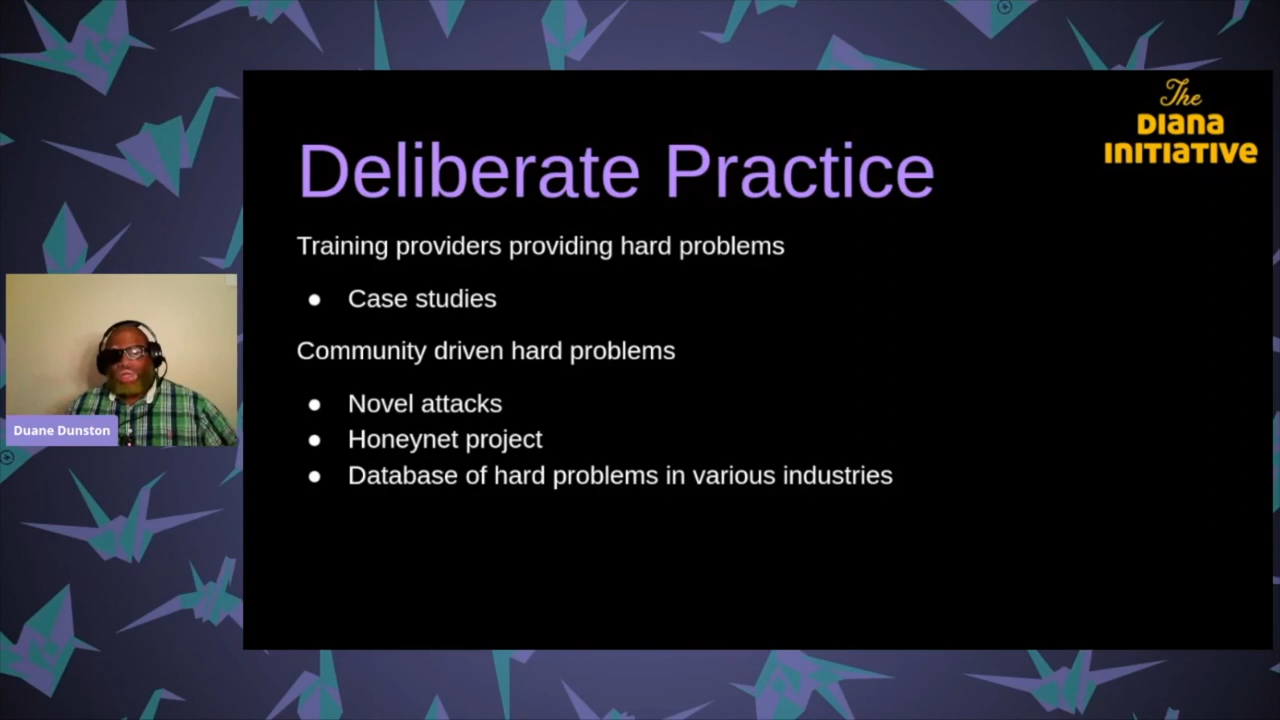 The
Diana
Initiative
Deliberate Practice
Training providers providing hard problems
● Case studies
Community driven hard problems
● Novel attacks
● Honeynet project
● Database of hard problems in various industries
Duane Dunston